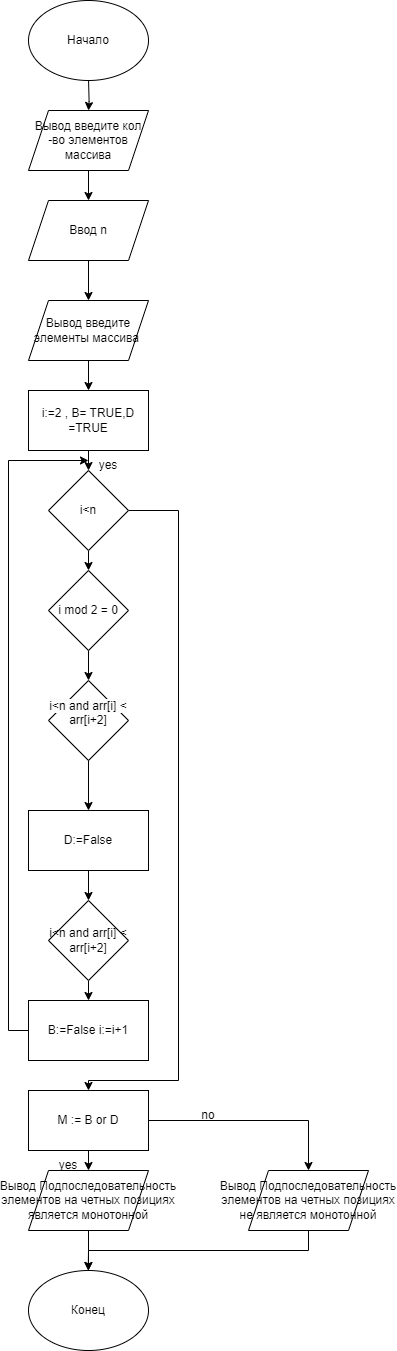 Начало
Вывод введите кол
-во элементов
массива
Ввод n
Вывод введите
элементы массива
i:=2 , B= TRUE,D
=TRUE
yes
i<n
i mod 2 = 0
i<n and arr[i] <
arr[i+2]
D:=False
i<n and arr[i] <
arr[i+2]
B:=False i:=i+1
M := B or D
no
yes
Вывод Подпоследовательность
элементов на четных позициях
является монотонной
Вывод Подпоследовательность
элементов на четных позициях
не является монотонной
Конец